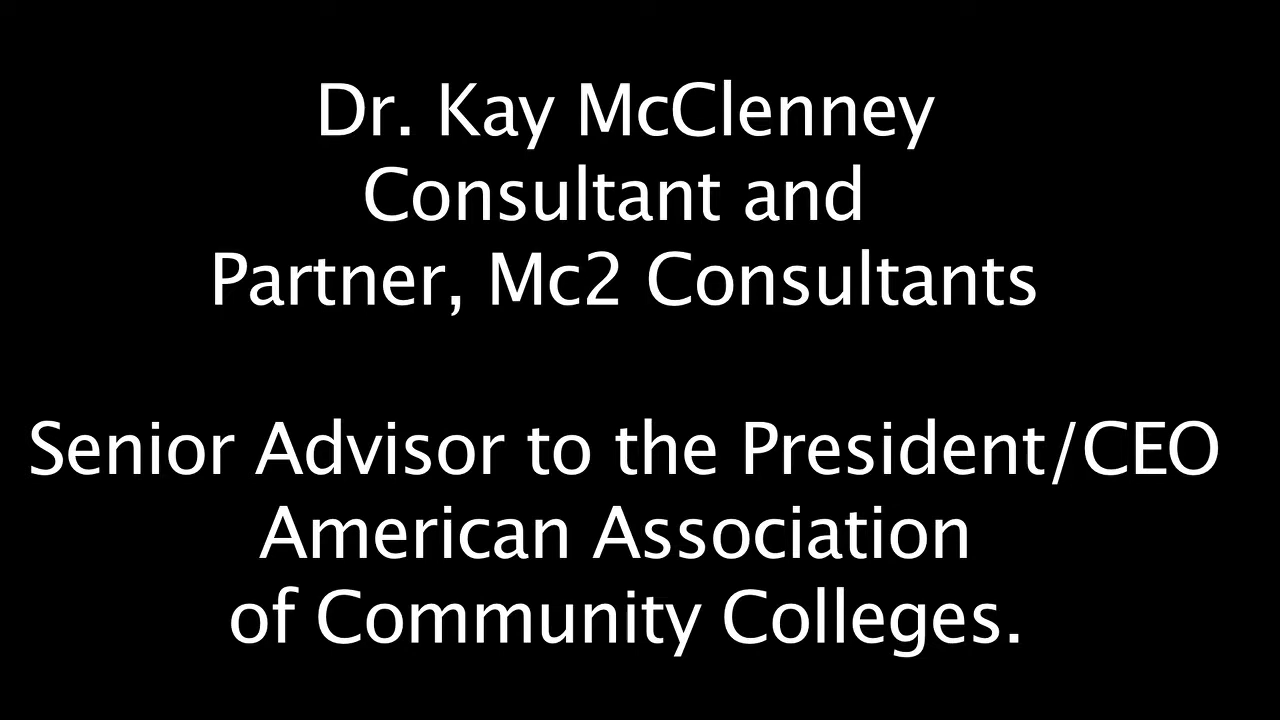 Dr. Kay McClenney
Consultant and
Partner, Mc2 Consultants
Senior Advisor to the President/CEO
American Association
of Community Colleges.